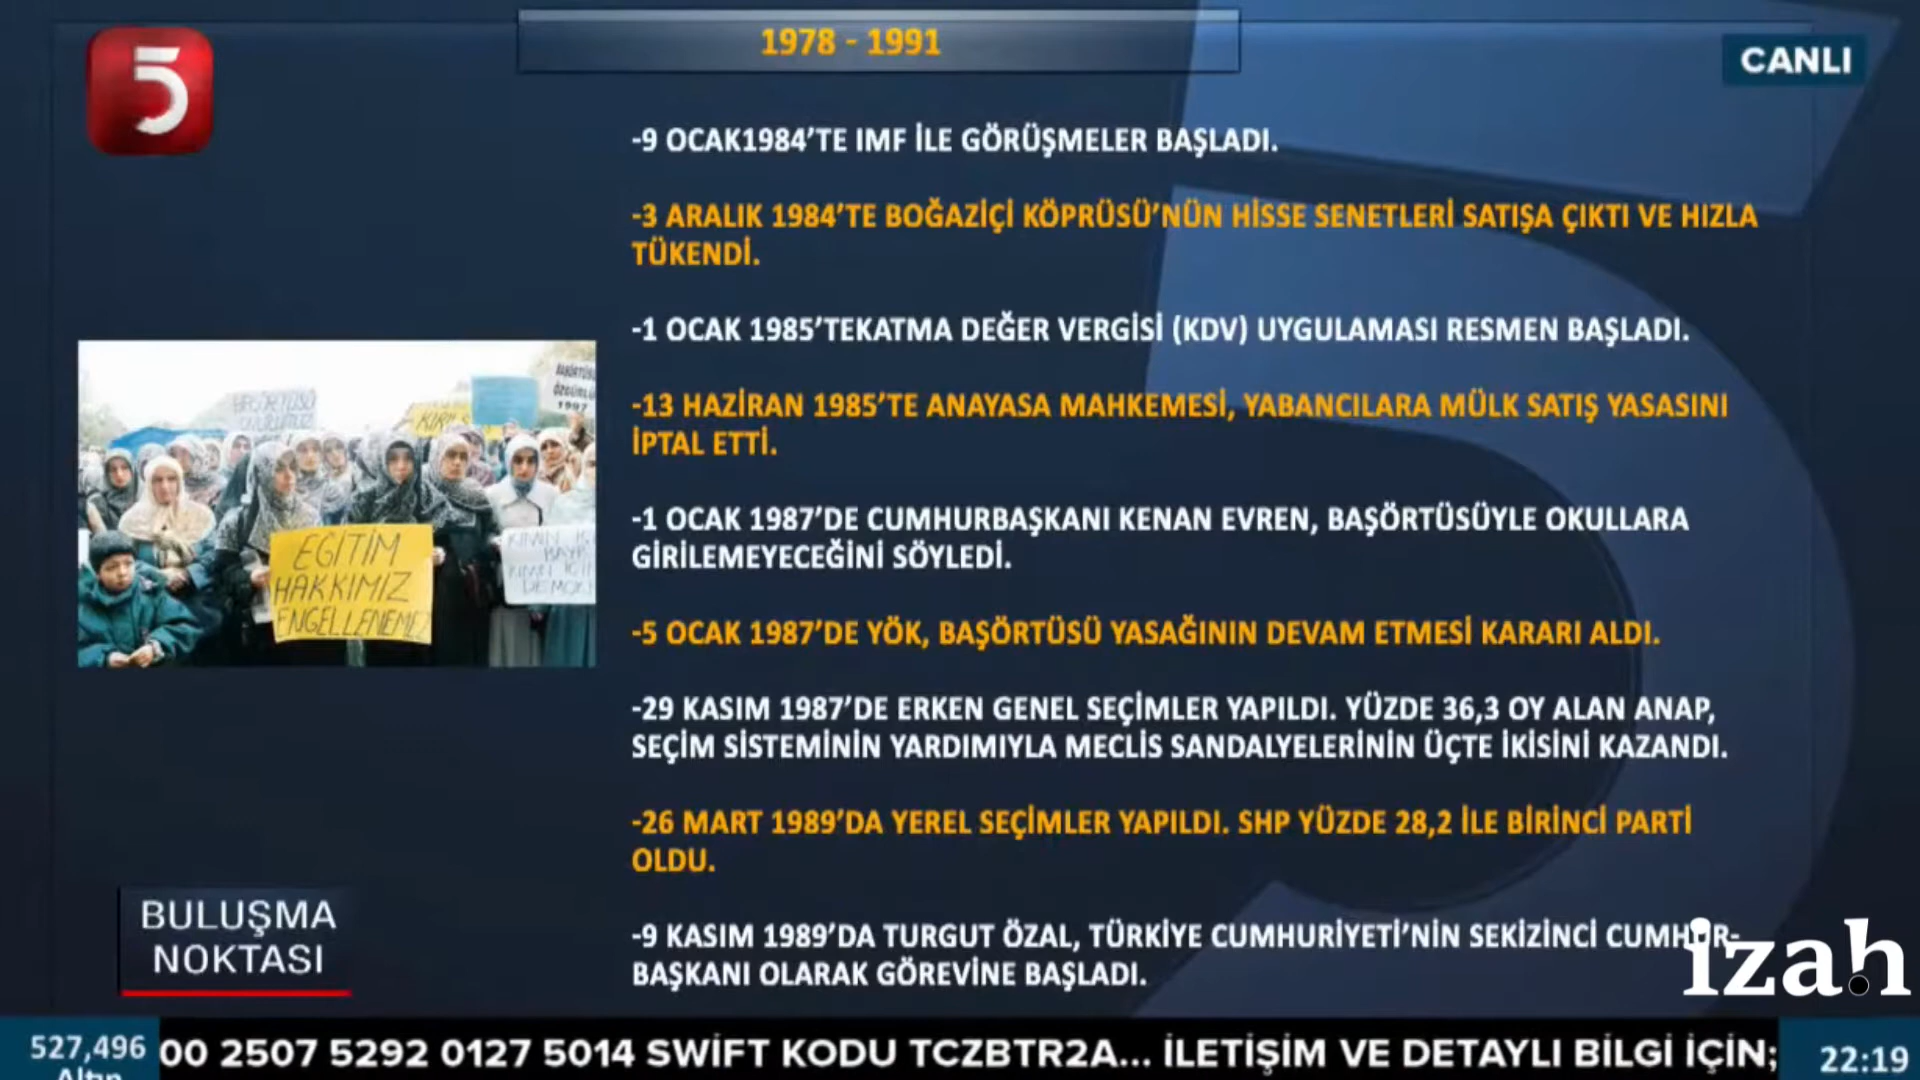 5
1978 - 1991
CANLI
-9 OCAK1984'TE IMF İLE GÖRÜŞMELER BAŞLADI.
-3 ARALIK 1984'TE BOĞAZİÇİ KÖPRÜSÜ'NÜN HİSSE SENETLERİ SATIŞA ÇIKTI VE HIZLA
TÜKENDİ.
-1 OCAK 1985'TEKATMA DEĞER VERGİSİ (KDV) UYGULAMASI RESMEN BAŞLADI.
-13 HAZİRAN 1985'TE ANAYASA MAHKEMESİ, YABANCILARA MÜLK SATIŞ YASASINI
İPTAL ETTİ.
-1 OCAK 1987'DE CUMHURBAŞKANI KENAN EVREN, BAŞÖRTÜSÜYLE OKULLARA
GİRİLEMEYECEĞİNİ SÖYLEDİ.
-5 OCAK 1987'DE YÖK, BAŞÖRTÜSÜ YASAĞININ DEVAM ETMESİ KARARI ALDI.
-29 KASIM 1987'DE ERKEN GENEL SEÇİMLER YAPILDI. YÜZDE 36,3 OY ALAN ANAP,
SEÇİM SİSTEMİNİN YARDIMIYLA MECLİS SANDALYELERİNİN ÜÇTE İKİSİNİ KAZANDI.
-26 MART 1989'DA YEREL SEÇİMLER YAPILDI. SHP YÜZDE 28,2 İLE BİRİNCİ PARTİ
OLDU.
-9 KASIM 1989'DA TURGUT ÖZAL, TÜRKİYE CUMHURİYETİ'NİN SEKİZİNCİ CUMHUR-
BAŞKANI OLARAK GÖREVİNE BAŞLADI.
EĞİTİM
HAKKIMIZ
ENGELLENEMEZ
BULUŞMA
NOKTASI
izah
527,496
Altın
00 2507 5292 0127 5014 SWİFT KODU TCZBTR2A... İLETİŞİM VE DETAYLI BİLGİ İÇİN;
22:19